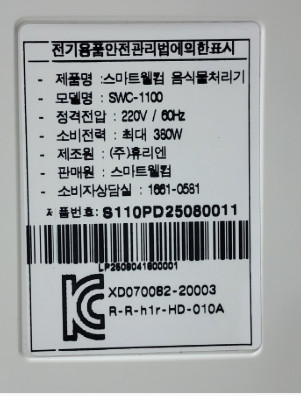 전기용품안전관리법에의한표시
- 제품명 : 스마트웰컴 음식물처리기
- 모델명 : SWC-1100
- 정격전압 : 220V / 60Hz
- 소비전력 : 최대 380W
- 제조원 : (주)휴리엔
- 판매원 : 스마트웰컴
- 소비자상담실 : 1661-0581
제품번호: S110PD25080011
LP2509041600001
XD070082-20003
R-R-h1r-HD-010A